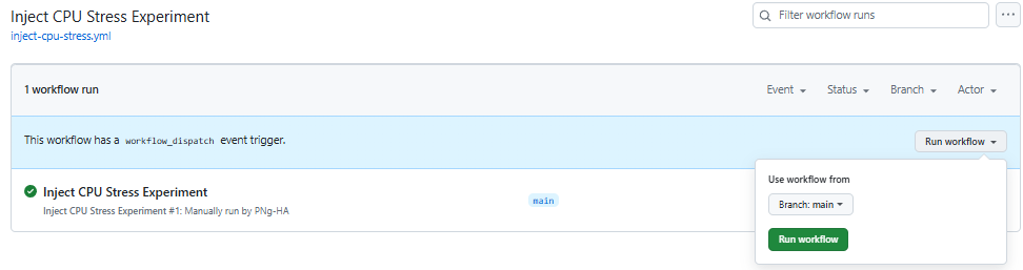 Inject CPU Stress Experiment
Filter workflow runs
inject-cpu-stress.yml
1 workflow run
Event Status Branch Actor
This workflow has a workflow_dispatch event trigger.
Run workflow
Use workflow from
Branch: main
Run workflow
Inject CPU Stress Experiment
main
Inject CPU Stress Experiment #1: Manually run by PNg-HA